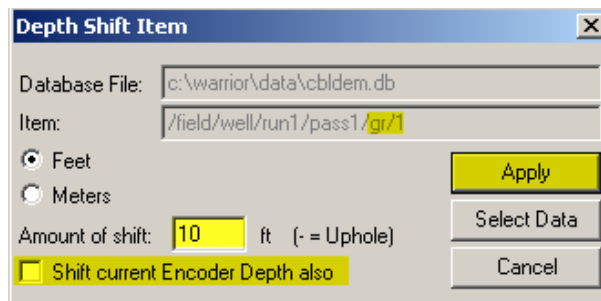 Depth Shift Item
Database File: c:\warrior\data\cbldem.db
Item: /field/well/run1/pass1/gr/1
Feet
Meters
Apply
Amount of shift: 10 ft (- = Uphole)
Select Data
Shift current Encoder Depth also
Cancel